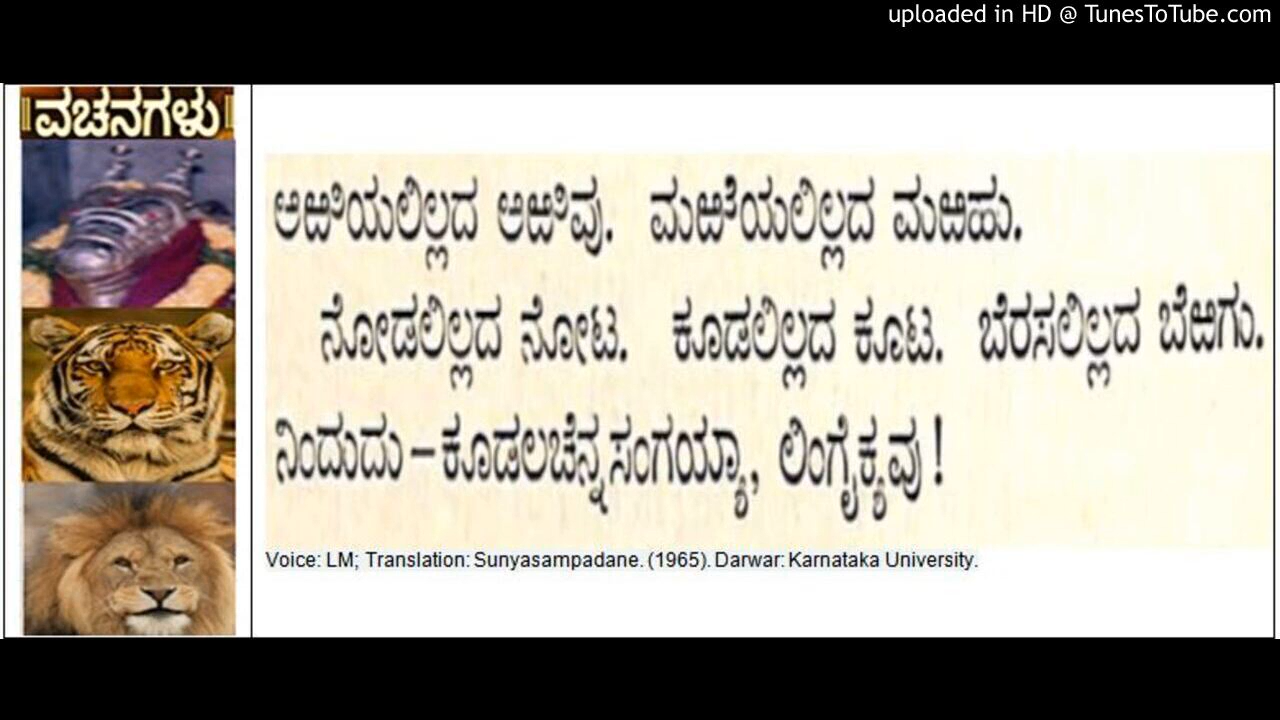 uploaded in HD @ TunesToTube.com
॥ವಚನಗಳು॥
ಅಱಿಯಲಿಲ್ಲದ ಅಱಿವು. ಮಱೆಯಲಿಲ್ಲದ ಮಱಹು.
ನೋಡಲಿಲ್ಲದ ನೋಟ. ಕೂಡಲಿಲ್ಲದ ಕೂಟ. ಬೆರಸಲಿಲ್ಲದ ಬೆಱಗು.
ನಿಂದುದು–ಕೂಡಲಚೆನ್ನಸಂಗಯ್ಯಾ, ಲಿಂಗೈಕ್ಯವು!
Voice: LM; Translation: Sunyasampadane. (1965). Darwar: Karnataka University.